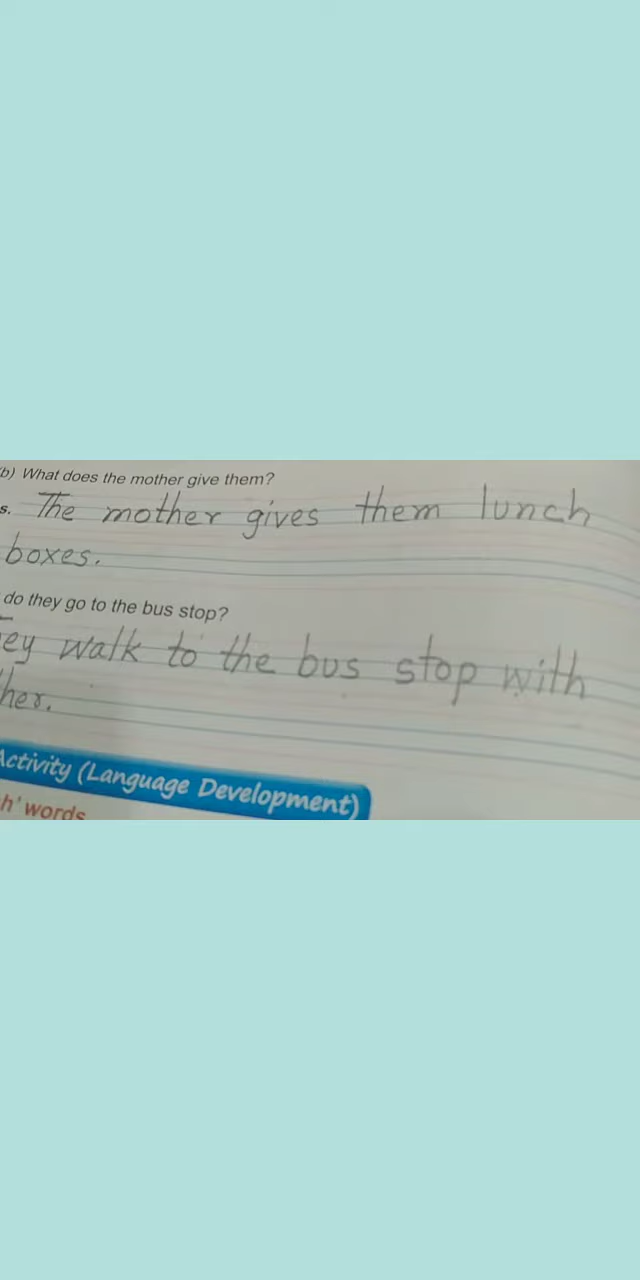 b) What does the mother give them?
s. The mother gives them lunch
boxes.
do they go to the bus stop?
ey walk to the bus stop with
her.
Activity (Language Development)
h' words